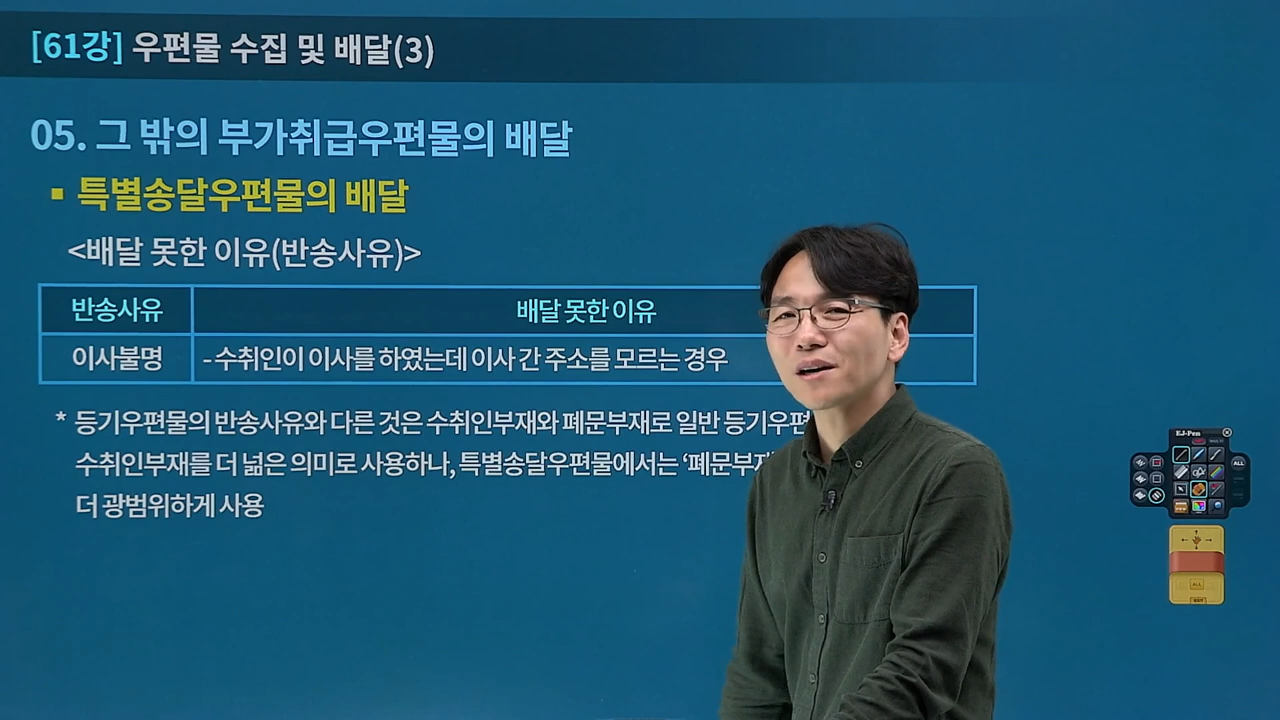 [61강] 우편물 수집 및 배달(3)
05. 그 밖의 부가취급우편물의 배달
▪ 특별송달우편물의 배달
<배달 못한 이유(반송사유)>
반송사유 배달 못한 이유
이사불명 - 수취인이 이사를 하였는데 이사 간 주소를 모르는 경우
* 등기우편물의 반송사유와 다른 것은 수취인부재와 폐문부재로 일반 등기우편
수취인부재를 더 넓은 의미로 사용하나, 특별송달우편물에서는 ‘폐문부재
더 광범위하게 사용
EJ-Pen
ALL
ALL
EXIT